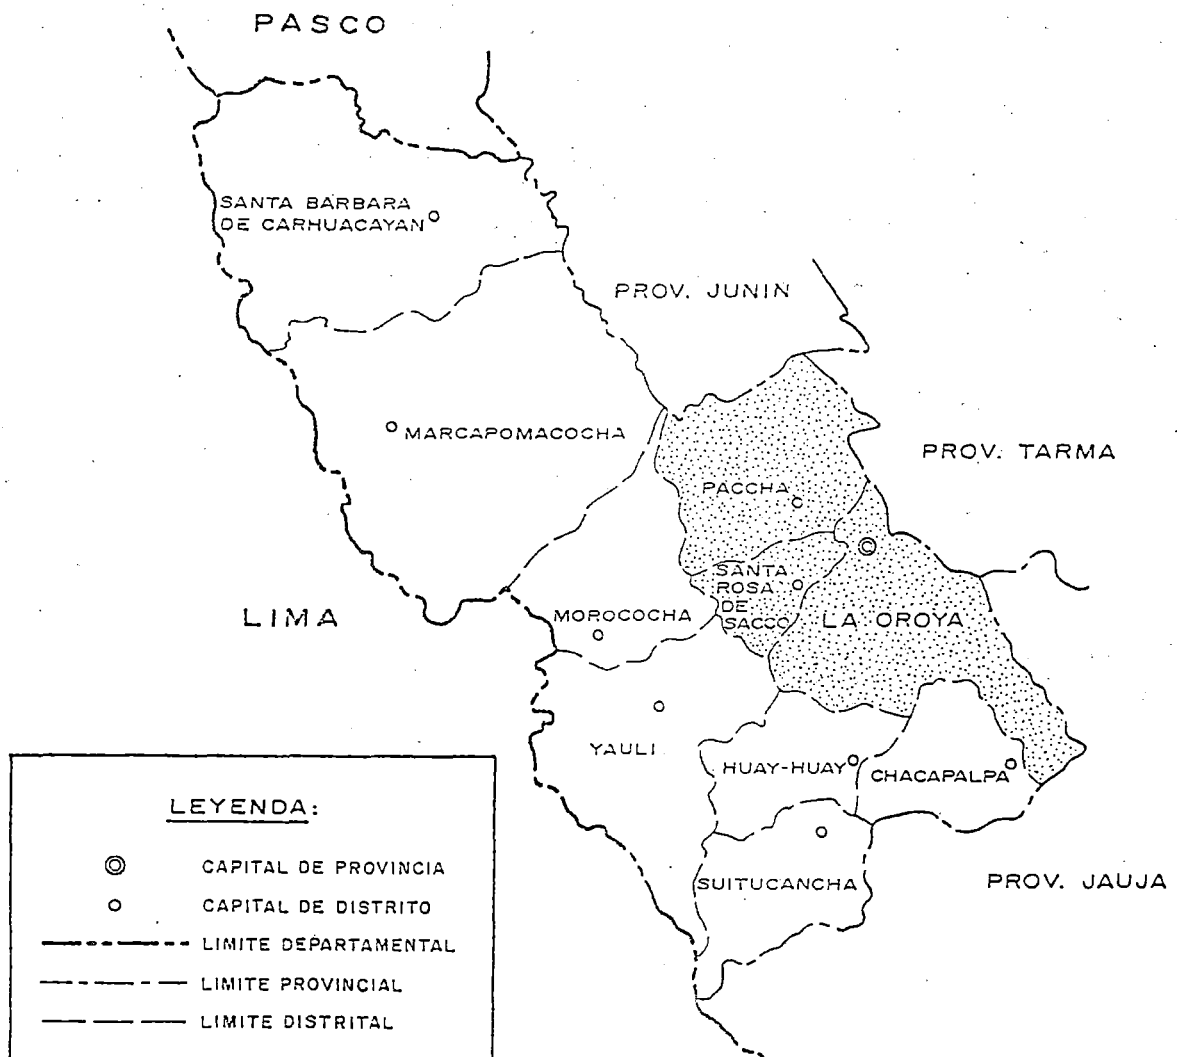 PASCO
SANTA BÁRBARA
DE CARHUACAYAN
PROV. JUNIN
MARCAPOMACOCHA
PROV. TARMA
PACCHA
SANTA
ROSA
DE
SACCO
LIMA
MOROCOCHA
LA OROYA
YAULI
HUAY-HUAY
CHACAPALPA
SUITUCANCHA
PROV. JAUJA
LEYENDA:
CAPITAL DE PROVINCIA
CAPITAL DE DISTRITO
LIMITE DEPARTAMENTAL
LIMITE PROVINCIAL
LIMITE DISTRITAL